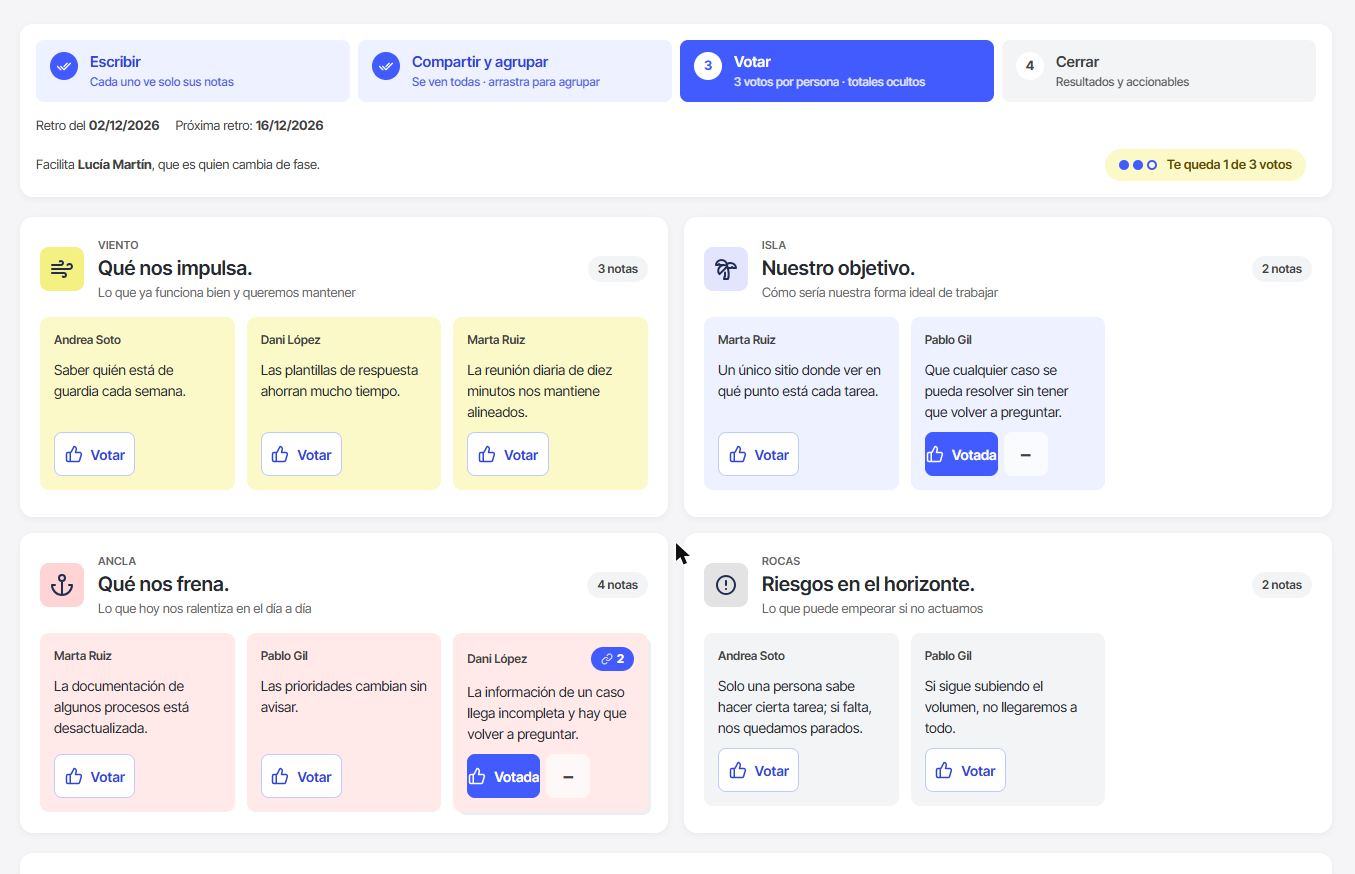 Escribir
Cada uno ve solo sus notas
Compartir y agrupar
Se ven todas · arrastra para agrupar
3
Votar
3 votos por persona · totales ocultos
4
Cerrar
Resultados y accionables
Retro del 02/12/2026 Próxima retro: 16/12/2026
Facilita Lucía Martín, que es quien cambia de fase.
Te queda 1 de 3 votos
VIENTO
Qué nos impulsa.
Lo que ya funciona bien y queremos mantener
3 notas
Andrea Soto
Saber quién está de
guardia cada semana.
Votar
Dani López
Las plantillas de respuesta
ahorran mucho tiempo.
Votar
Marta Ruiz
La reunión diaria de diez
minutos nos mantiene
alineados.
Votar
ISLA
Nuestro objetivo.
Cómo sería nuestra forma ideal de trabajar
2 notas
Marta Ruiz
Un único sitio donde ver en
qué punto está cada tarea.
Votar
Pablo Gil
Que cualquier caso se
pueda resolver sin tener
que volver a preguntar.
Votada
−
ANCLA
Qué nos frena.
Lo que hoy nos ralentiza en el día a día
4 notas
Marta Ruiz
La documentación de
algunos procesos está
desactualizada.
Votar
Pablo Gil
Las prioridades cambian sin
avisar.
Votar
Dani López
2
La información de un caso
llega incompleta y hay que
volver a preguntar.
Votada
−
ROCAS
Riesgos en el horizonte.
Lo que puede empeorar si no actuamos
2 notas
Andrea Soto
Solo una persona sabe
hacer cierta tarea; si falta,
nos quedamos parados.
Votar
Pablo Gil
Si sigue subiendo el
volumen, no llegaremos a
todo.
Votar